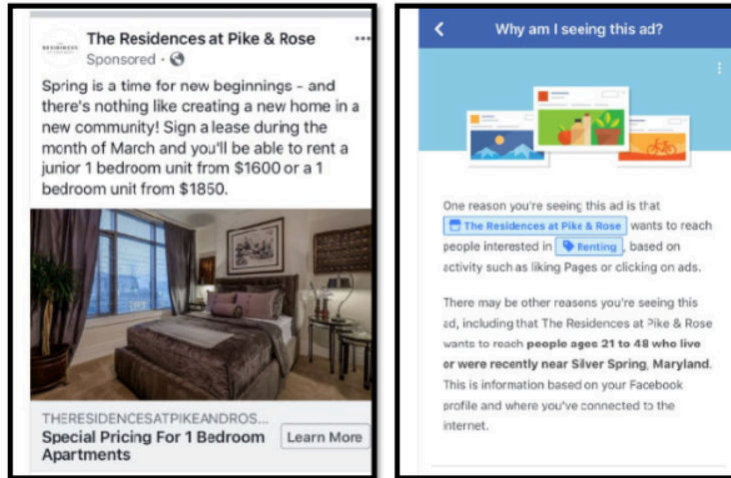 The Residences at Pike & Rose
Sponsored ·
Spring is a time for new beginnings – and
there's nothing like creating a new home in a
new community! Sign a lease during the
month of March and you'll be able to rent a
junior 1 bedroom unit from $1600 or a 1
bedroom unit from $1850.
THERESIDENCESATPIKEANDROS...
Special Pricing For 1 Bedroom
Apartments
Learn More
Why am I seeing this ad?
One reason you're seeing this ad is that
The Residences at Pike & Rose wants to reach
people interested in Renting, based on
activity such as liking Pages or clicking on ads.
There may be other reasons you're seeing this
ad, including that The Residences at Pike & Rose
wants to reach people ages 21 to 48 who live
or were recently near Silver Spring, Maryland.
This is information based on your Facebook
profile and where you've connected to the
internet.